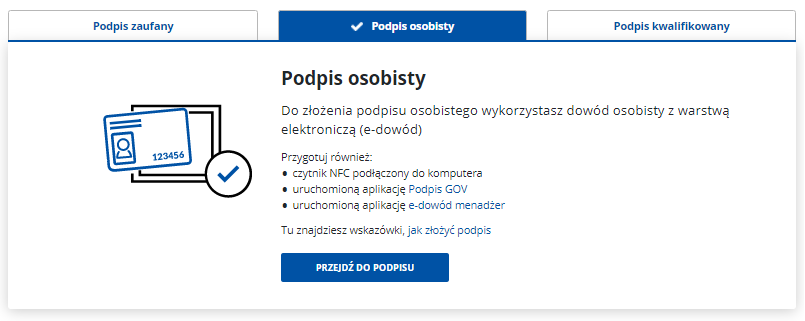 Podpis zaufany
Podpis osobisty
Podpis kwalifikowany
Podpis osobisty
Do złożenia podpisu osobistego wykorzystasz dowód osobisty z warstwą
elektroniczą (e-dowód)
123456
Przygotuj również:
• czytnik NFC podłączony do komputera
• uruchomioną aplikację Podpis GOV
• uruchomioną aplikację e-dowód menadżer
Tu znajdziesz wskazówki, jak złożyć podpis
PRZEJDŹ DO PODPISU